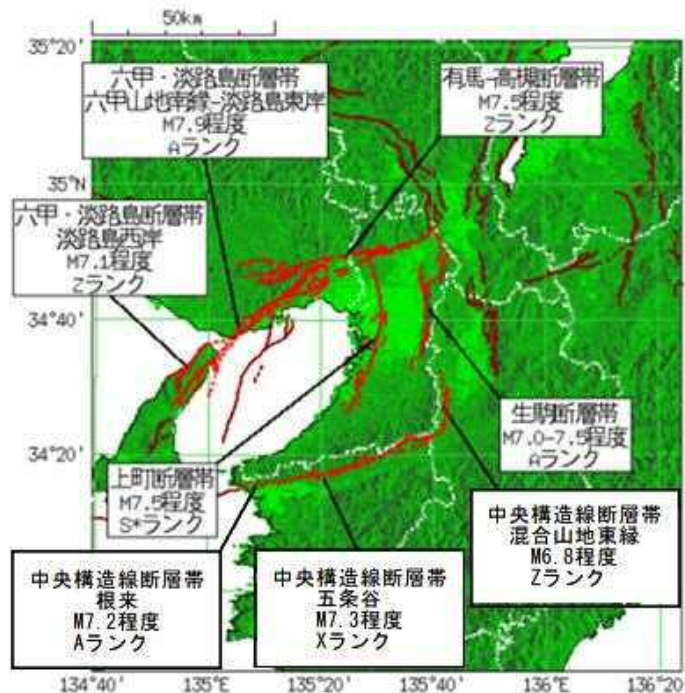 50km
35°20'
六甲・淡路島断層帯
六甲山地南縁-淡路島東岸
M7.9程度
Aランク
有馬-高槻断層帯
M7.5程度
Zランク
35°N
六甲・淡路島断層帯
淡路島西岸
M7.1程度
Zランク
34°40'
生駒断層帯
M7.0-7.5程度
Aランク
34°20'
上町断層帯
M7.5程度
S*ランク
中央構造線断層帯
混合山地東縁
M6.8程度
Zランク
中央構造線断層帯
根来
M7.2程度
Aランク
中央構造線断層帯
五条谷
M7.3程度
Xランク
134°40'
135°E
135°20'
135°40'
136°E
136°20'